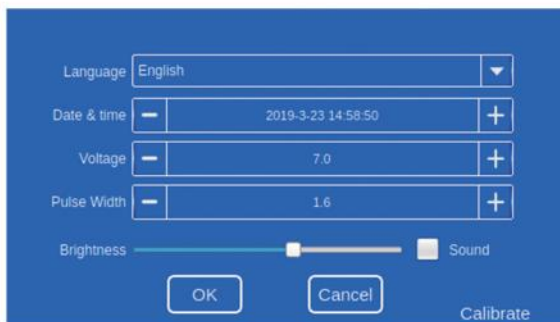 Language English
Date & time 2019-3-23 14:58:50
Voltage 7.0
Pulse Width 1.6
Brightness Sound
OK Cancel
Calibrate